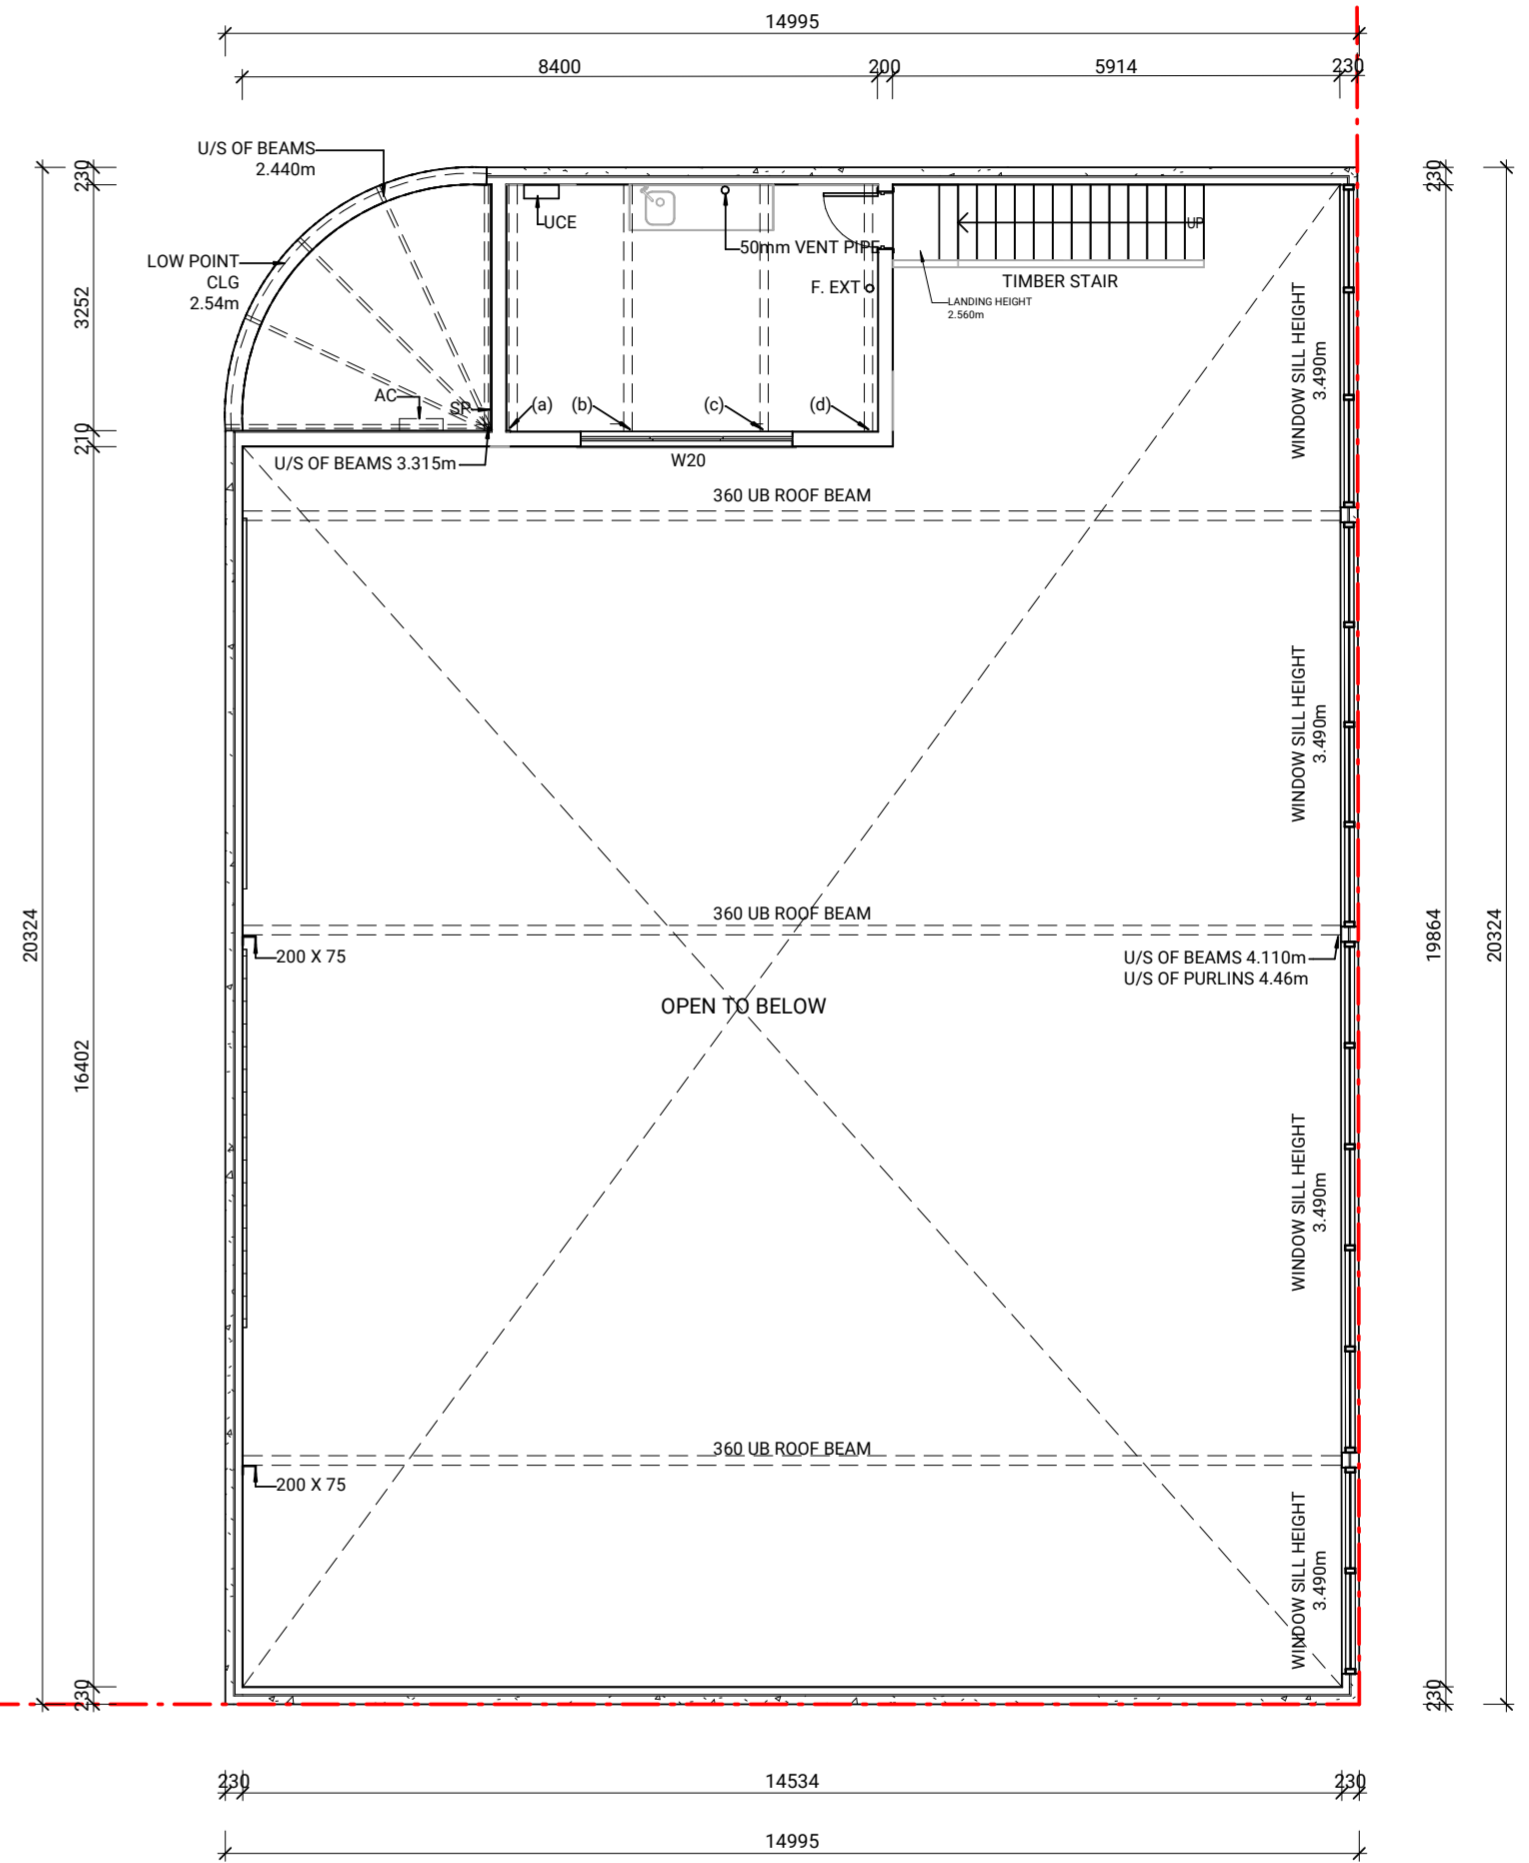 14995
8400
200
5914
230
U/S OF BEAMS
2.440m
230
230
UCE
UP
50mm VENT PIPE
LOW POINT
CLG
2.54m
TIMBER STAIR
F. EXT
LANDING HEIGHT
2.560m
3252
WINDOW SILL HEIGHT
3.490m
AC
SP
(a)
(b)
(c)
(d)
210
U/S OF BEAMS 3.315m
W20
360 UB ROOF BEAM
WINDOW SILL HEIGHT
3.490m
360 UB ROOF BEAM
20324
200 X 75
U/S OF BEAMS 4.110m
U/S OF PURLINS 4.46m
19864
20324
OPEN TO BELOW
16402
WINDOW SILL HEIGHT
3.490m
360 UB ROOF BEAM
200 X 75
WINDOW SILL HEIGHT
3.490m
230
230
230
14534
230
14995